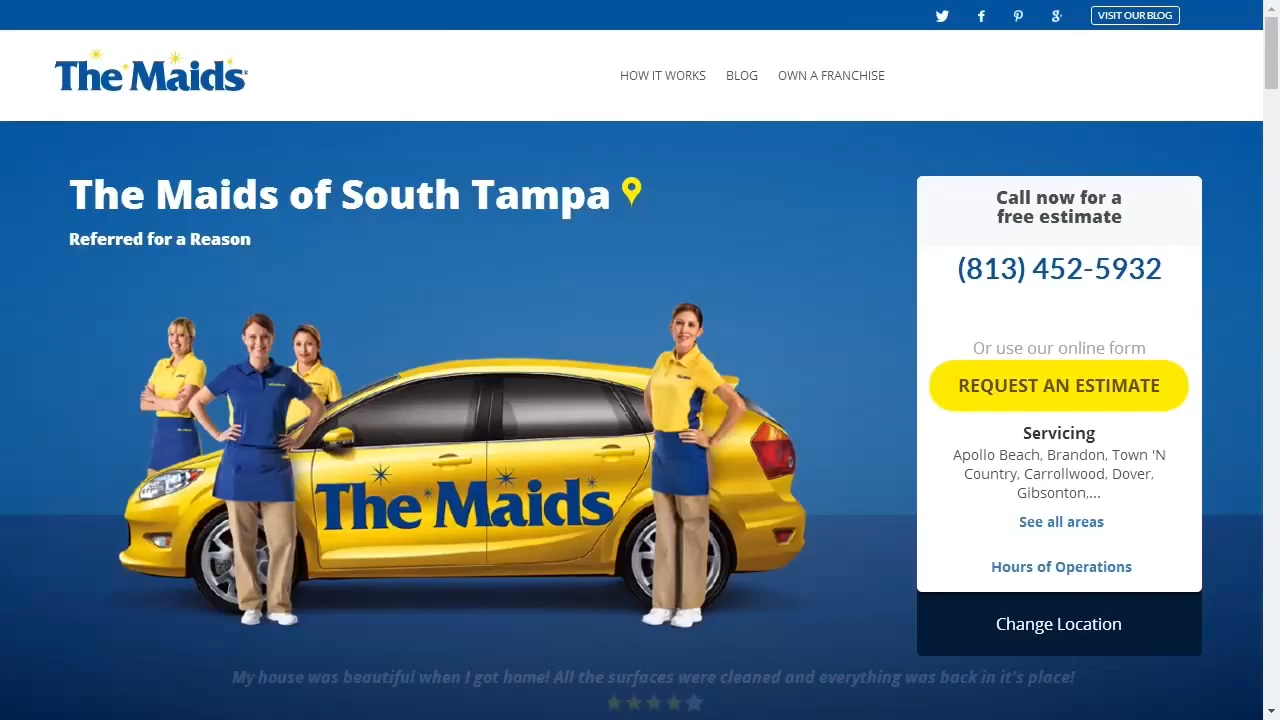 VISIT OUR BLOG
The Maids
HOW IT WORKS BLOG OWN A FRANCHISE
The Maids of South Tampa
Referred for a Reason
Call now for a
free estimate
(813) 452-5932
Or use our online form
REQUEST AN ESTIMATE
Servicing
Apollo Beach, Brandon, Town 'N
Country, Carrollwood, Dover,
Gibsonton,...
See all areas
Hours of Operations
Change Location
The Maids
My house was beautiful when I got home! All the surfaces were cleaned and everything was back in it's place!